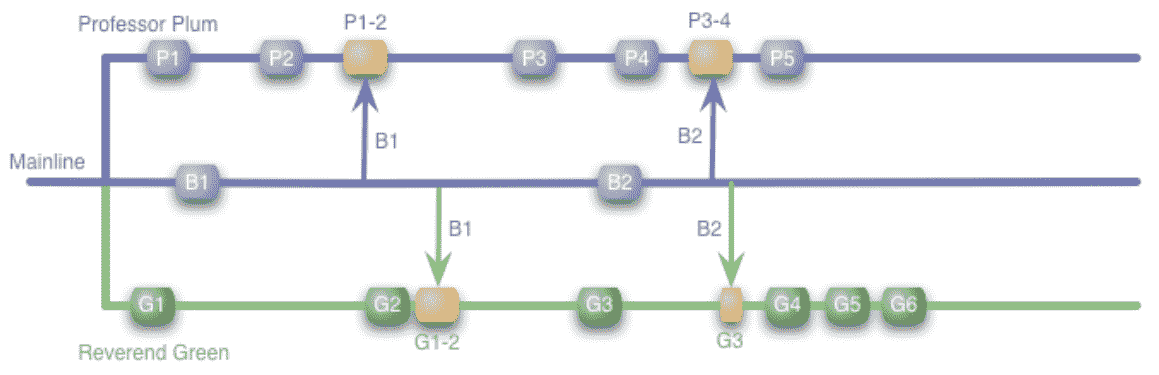 Professor Plum
P1-2
P3-4
P1
P2
P3
P4
P5
B1
B2
Mainline
B1
B2
B1
B2
G1
G2
G3
G4
G5
G6
G1-2
G3
Reverend Green